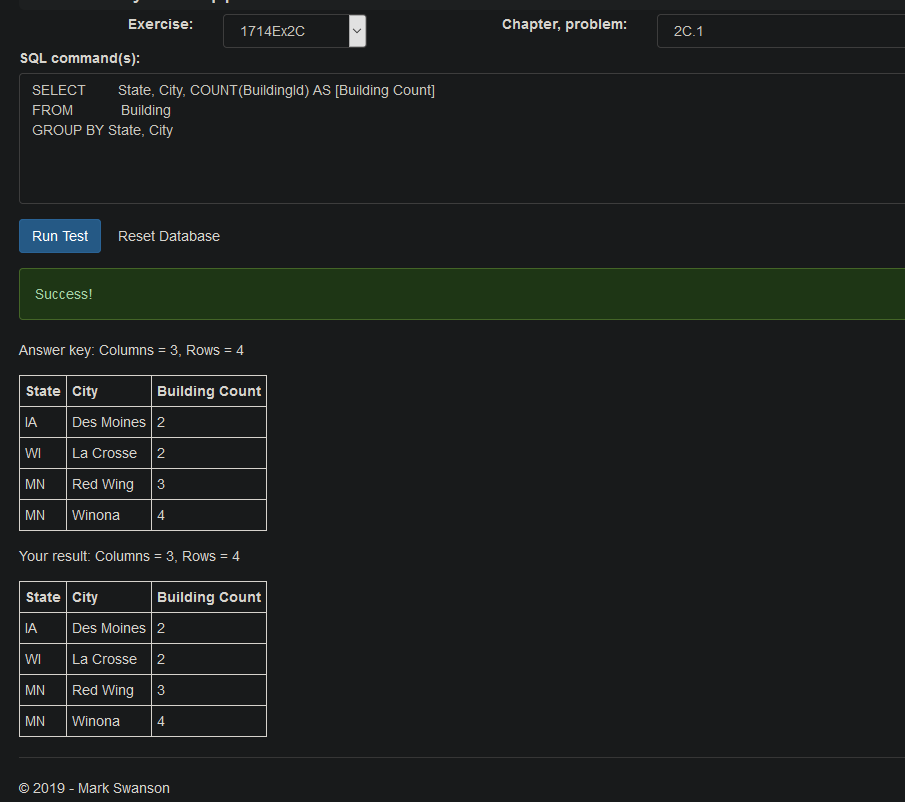 Exercise: 1714Ex2C Chapter, problem: 2C.1
SQL command(s):
SELECT State, City, COUNT(BuildingId) AS [Building Count]
FROM Building
GROUP BY State, City
Run Test Reset Database
Success!
Answer key: Columns = 3, Rows = 4
State City Building Count
IA Des Moines 2
WI La Crosse 2
MN Red Wing 3
MN Winona 4
Your result: Columns = 3, Rows = 4
State City Building Count
IA Des Moines 2
WI La Crosse 2
MN Red Wing 3
MN Winona 4
© 2019 - Mark Swanson